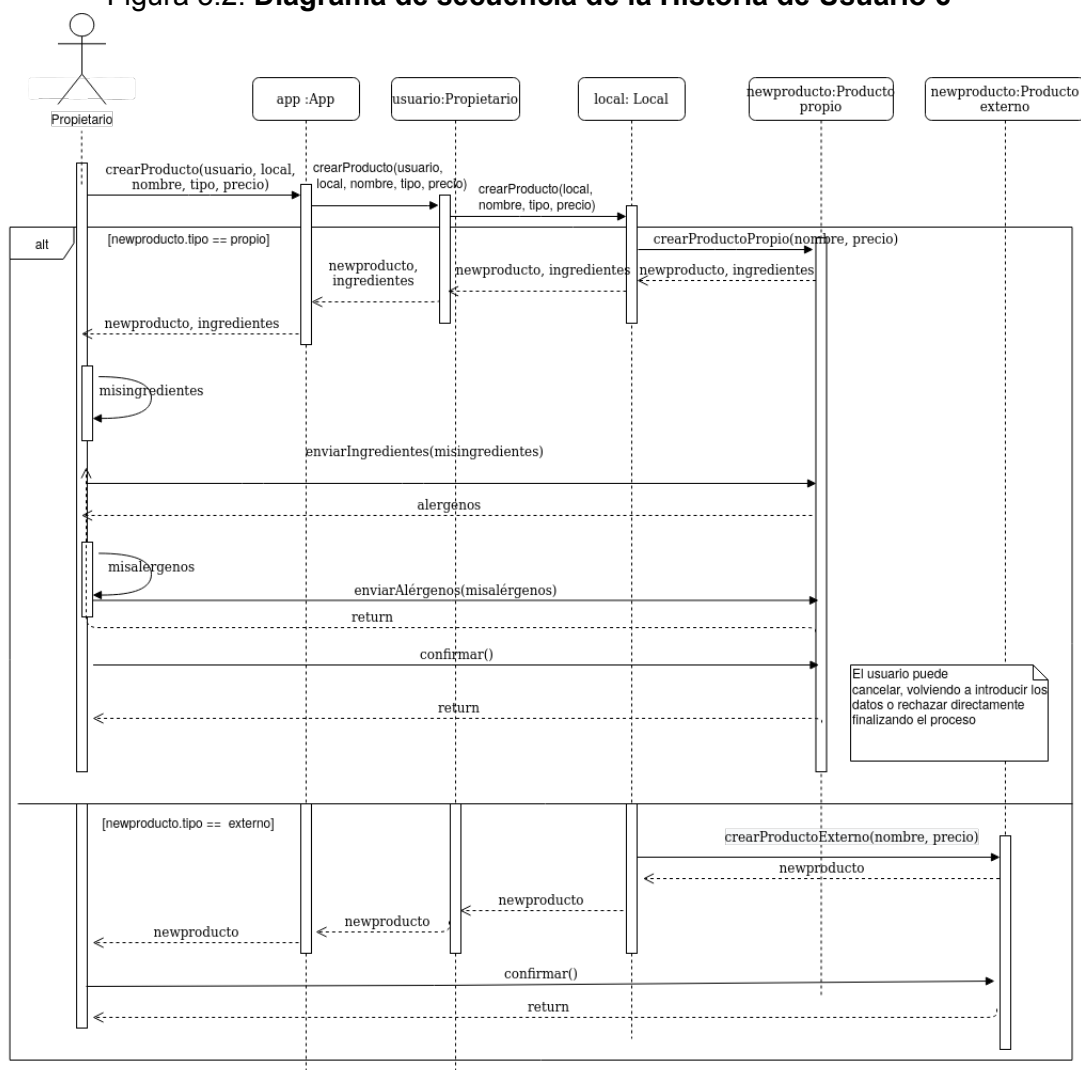 Figura 3.2. Diagrama de secuencia de la Historia de Usuario
Propietario
app :App
usuario:Propietario
local: Local
newproducto:Producto
propio
newproducto:Producto
externo
crearProducto(usuario, local,
nombre, tipo, precio)
crearProducto(usuario,
local, nombre, tipo, precio)
crearProducto(local,
nombre, tipo, precio)
alt
[newproducto.tipo == propio]
crearProductoPropio(nombre, precio)
newproducto,
ingredientes
newproducto, ingredientes
newproducto, ingredientes
newproducto, ingredientes
misingredientes
enviarIngredientes(misingredientes)
alergenos
misalergenos
enviarAlérgenos(misalérgenos)
return
confirmar()
El usuario puede
cancelar, volviendo a introducir los
datos o rechazar directamente
finalizando el proceso
return
[newproducto.tipo == externo]
crearProductoExterno(nombre, precio)
newproducto
newproducto
newproducto
newproducto
confirmar()
return